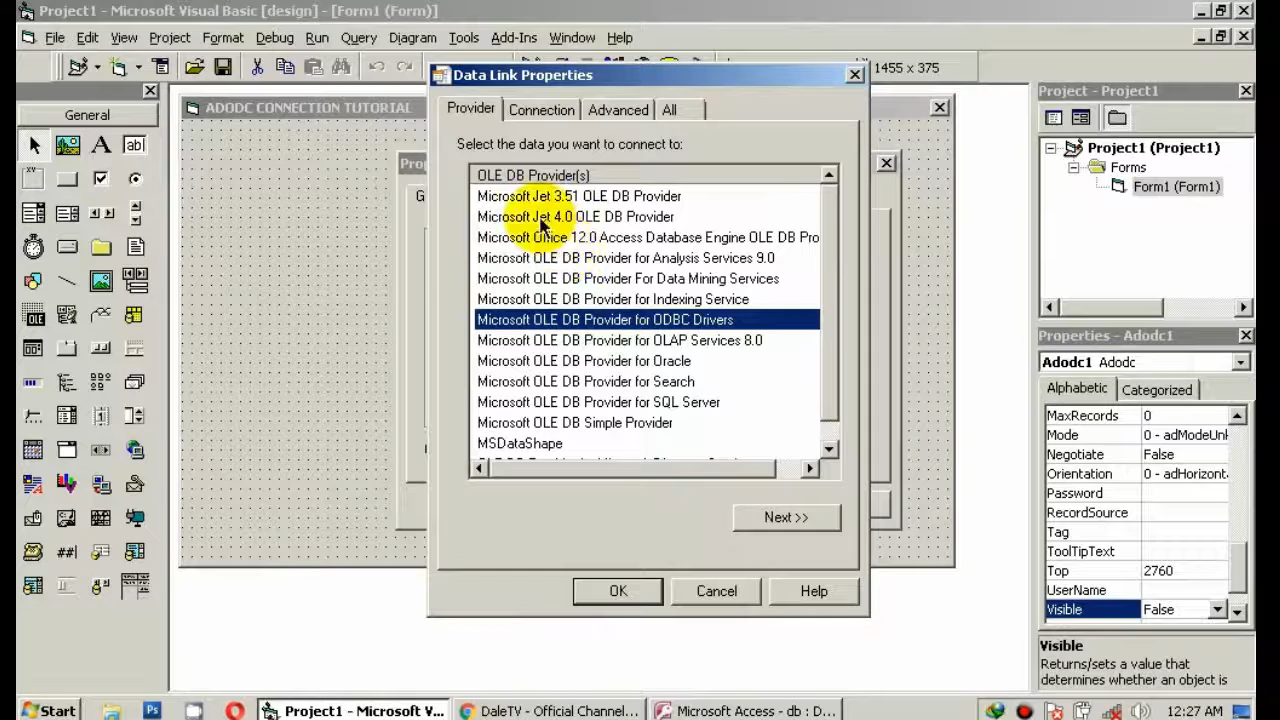 Project1 - Microsoft Visual Basic [design] - [Form1 (Form)]
File Edit View Project Format Debug Run Query Diagram Tools Add-Ins Window Help
1455 x 375
General
A
ab
XY
OLE
##
ADODC CONNECTION TUTORIAL
Data Link Properties
Provider Connection Advanced All
Select the data you want to connect to:
OLE DB Provider(s)
Microsoft Jet 3.51 OLE DB Provider
Microsoft Jet 4.0 OLE DB Provider
Microsoft Office 12.0 Access Database Engine OLE DB Pro
Microsoft OLE DB Provider for Analysis Services 9.0
Microsoft OLE DB Provider For Data Mining Services
Microsoft OLE DB Provider for Indexing Service
Microsoft OLE DB Provider for ODBC Drivers
Microsoft OLE DB Provider for OLAP Services 8.0
Microsoft OLE DB Provider for Oracle
Microsoft OLE DB Provider for Search
Microsoft OLE DB Provider for SQL Server
Microsoft OLE DB Simple Provider
MSDataShape
Next >>
OK Cancel Help
Project - Project1
Project1 (Project1)
Forms
Form1 (Form1)
Properties - Adodc1
Adodc1 Adodc
Alphabetic Categorized
MaxRecords 0
Mode 0 - adModeUnk
Negotiate False
Orientation 0 - adHorizont
Password
RecordSource
Tag
ToolTipText
Top 2760
UserName
Visible False
Visible
Returns/sets a value that
determines whether an object is
Start
Ps
Project1 - Microsoft V...
DaleTV - Official Channel...
Microsoft Access - db : D...
12:27 AM